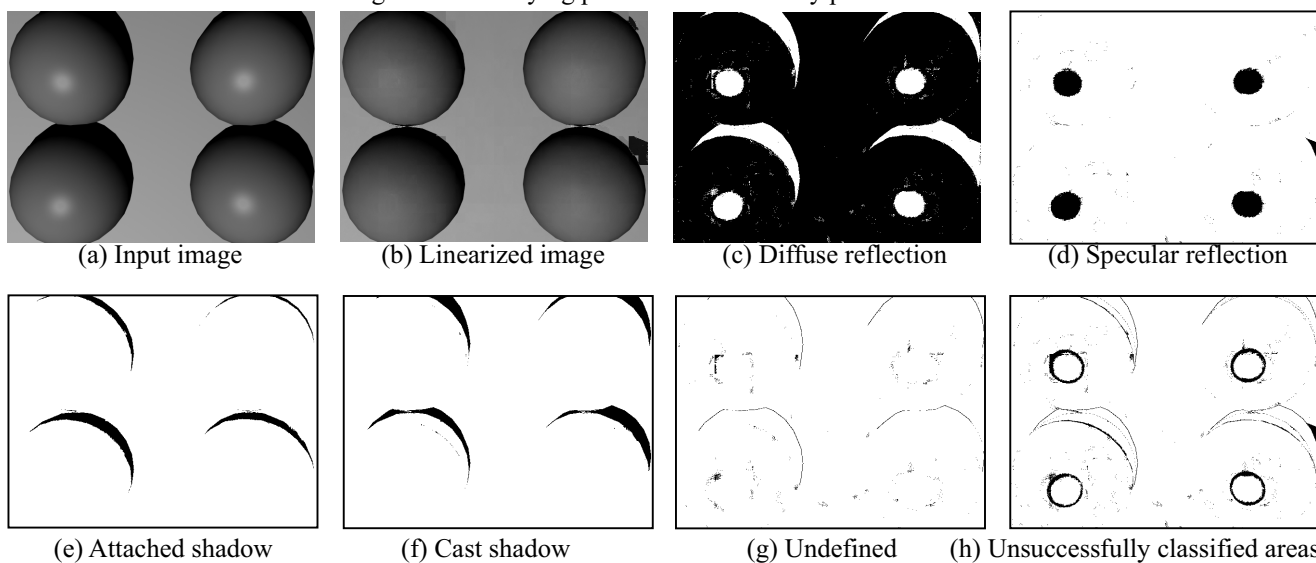 (a) Input image
(b) Linearized image
(c) Diffuse reflection
(d) Specular reflection
(e) Attached shadow
(f) Cast shadow
(g) Undefined
(h) Unsuccessfully classified areas